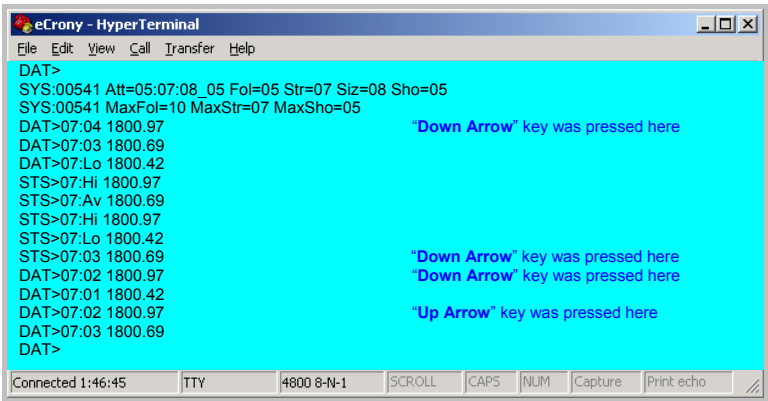 eCrony - HyperTerminal
File Edit View Call Transfer Help
DAT>
SYS:00541 Att=05:07:08_05 Fol=05 Str=07 Siz=08 Sho=05
SYS:00541 MaxFol=10 MaxStr=07 MaxSho=05
DAT>07:04 1800.97 “Down Arrow” key was pressed here
DAT>07:03 1800.69
DAT>07:Lo 1800.42
STS>07:Hi 1800.97
STS>07:Av 1800.69
STS>07:Hi 1800.97
STS>07:Lo 1800.42
STS>07:03 1800.69 “Down Arrow” key was pressed here
DAT>07:02 1800.97 “Down Arrow” key was pressed here
DAT>07:01 1800.42
DAT>07:02 1800.97 “Up Arrow” key was pressed here
DAT>07:03 1800.69
DAT>
Connected 1:46:45 TTY 4800 8-N-1 SCROLL CAPS NUM Capture Print echo